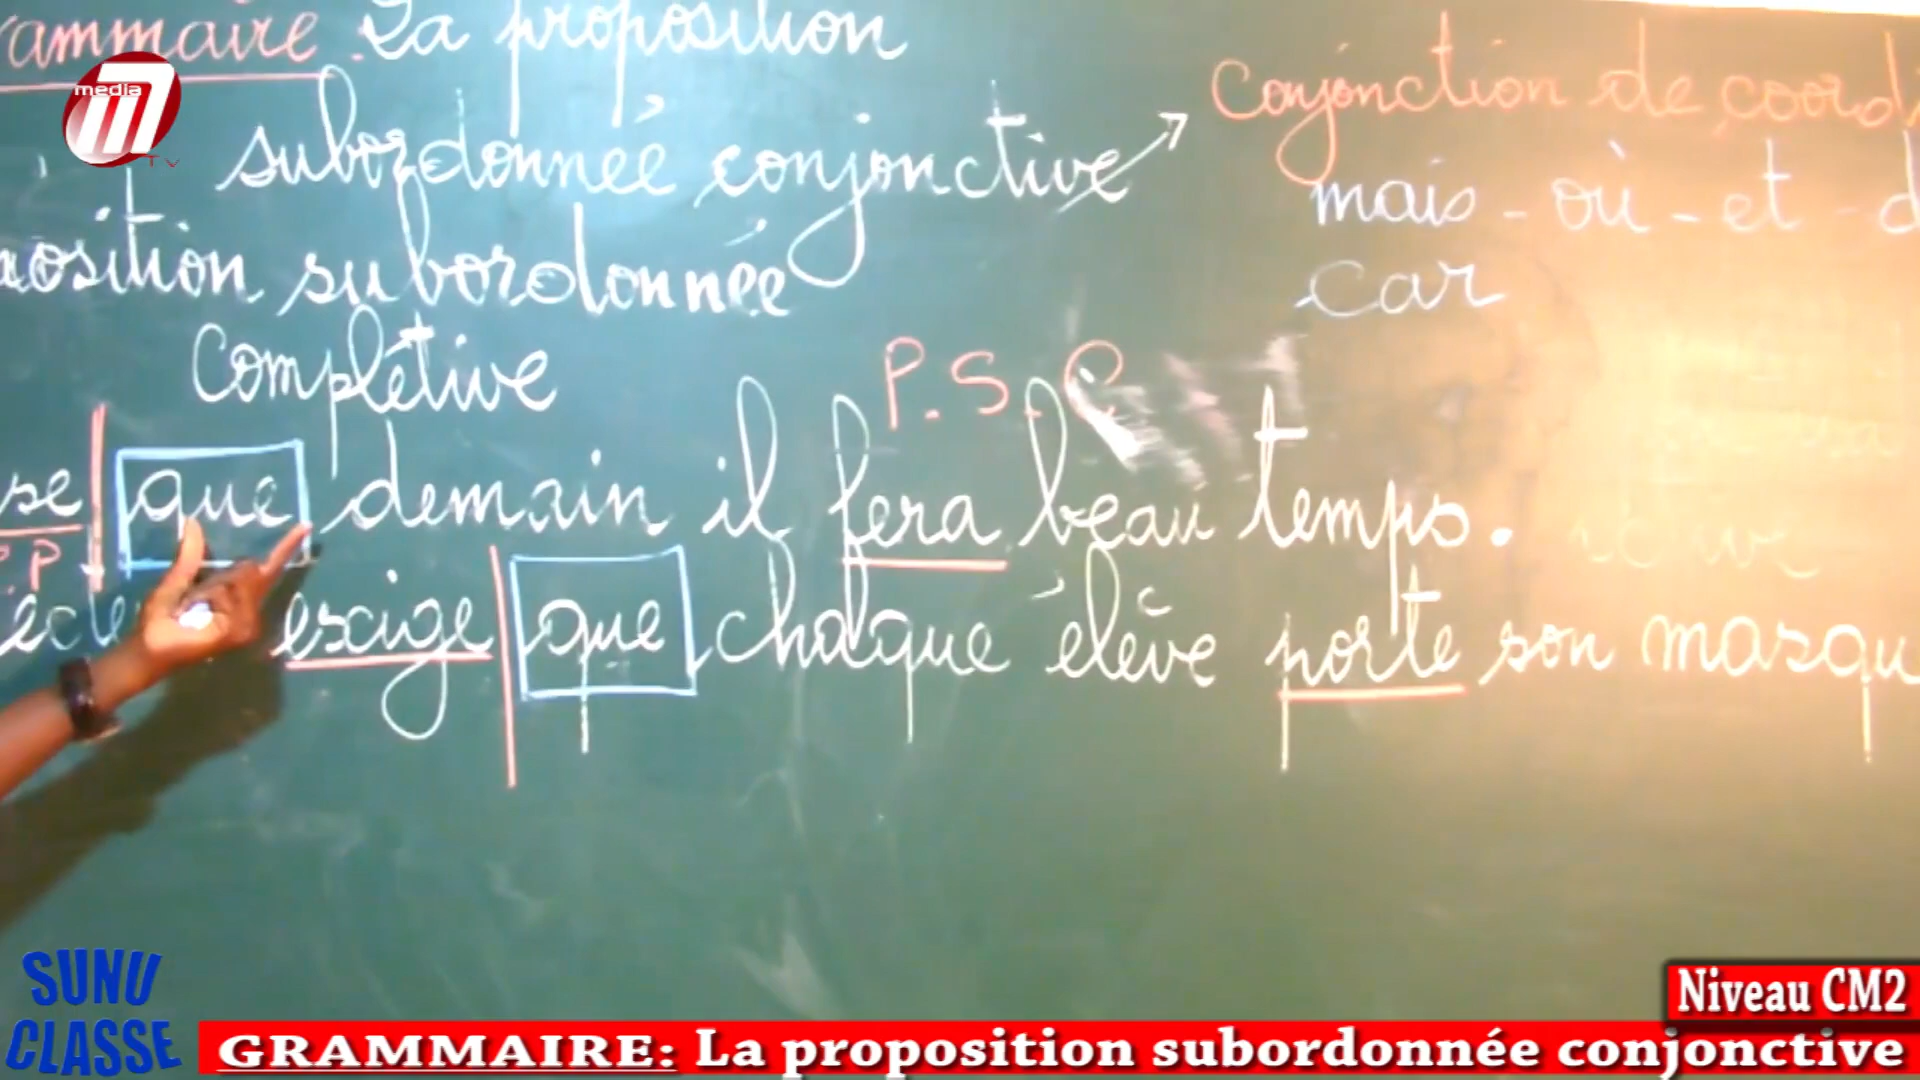 ammaire : La proposition
subordonnée conjonctive
osition subordonnée
Complétive
Conjonction de coord
mais - où - et - d
car
P. S. C
se que demain il fera beau temps.
P
exige que chaque élève porte son masqu
media 7 TV
SUNU CLASSE
Niveau CM2
GRAMMAIRE: La proposition subordonnée conjonctive